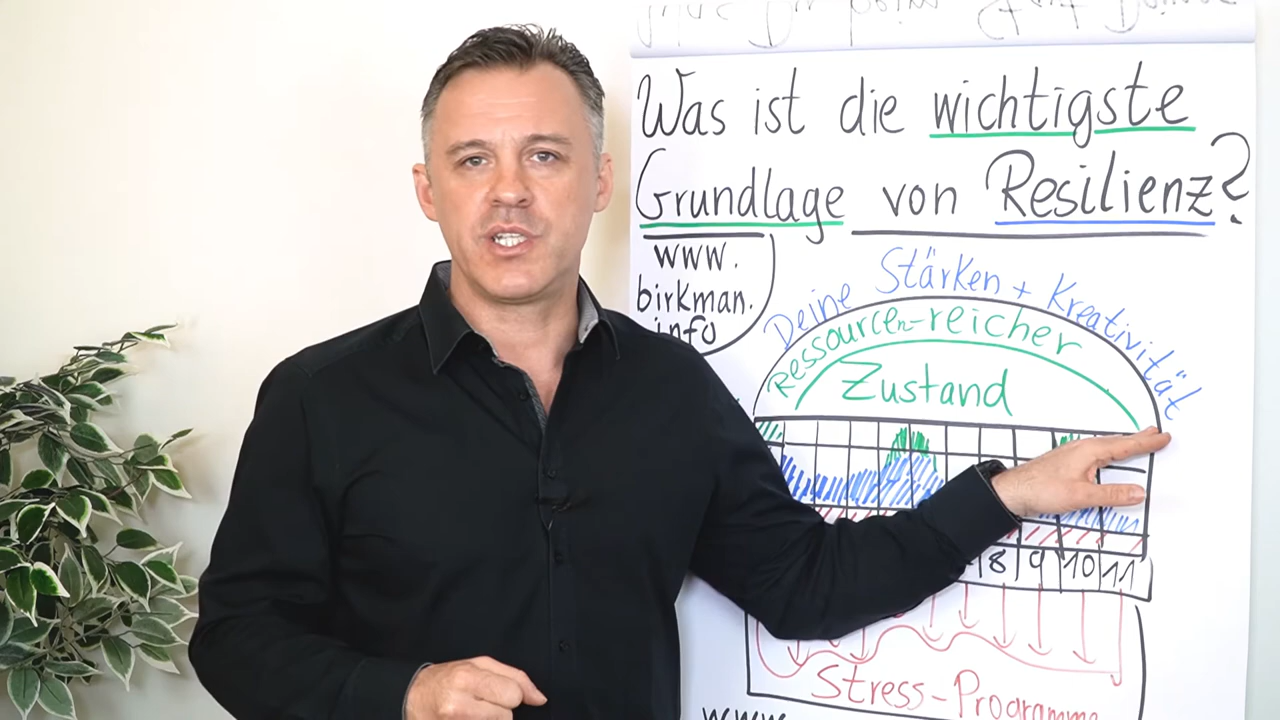 Was ist die wichtigste
Grundlage von Resilienz?
www.
birkman.
info
Deine Stärken + Kreativität
Ressourcen-reicher
Zustand
8 9 10 11
Stress-Programme